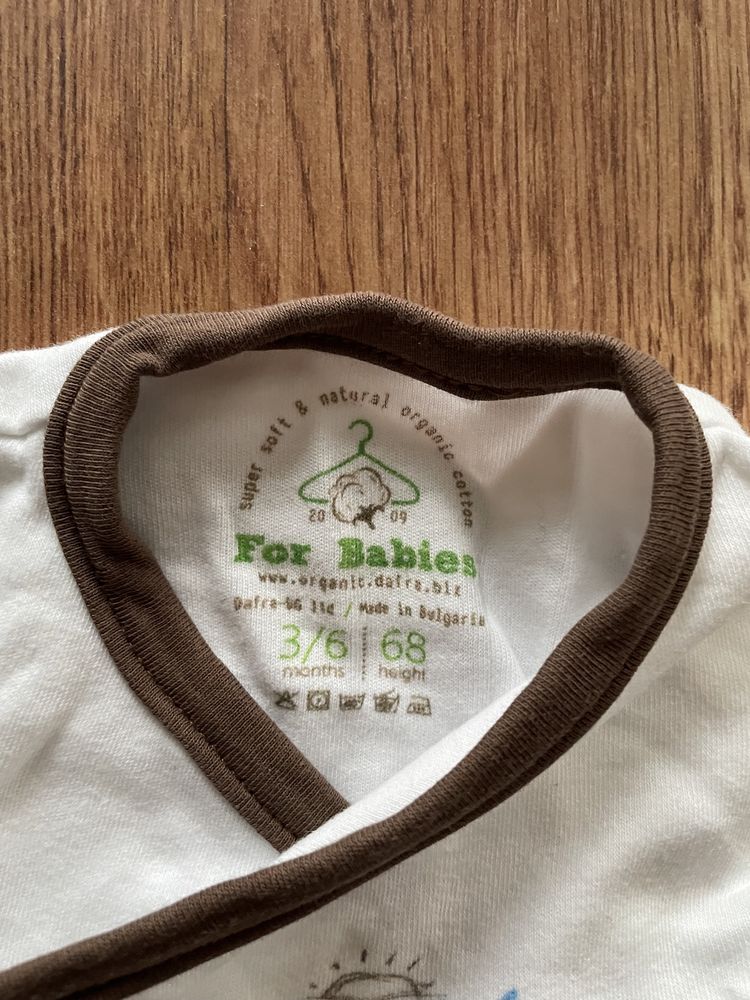 super soft & natural organic cotton
20 09
For Babies
www.organic.dafra.biz
Dafra-BG ltd / Made in Bulgaria
3/6 68
months height